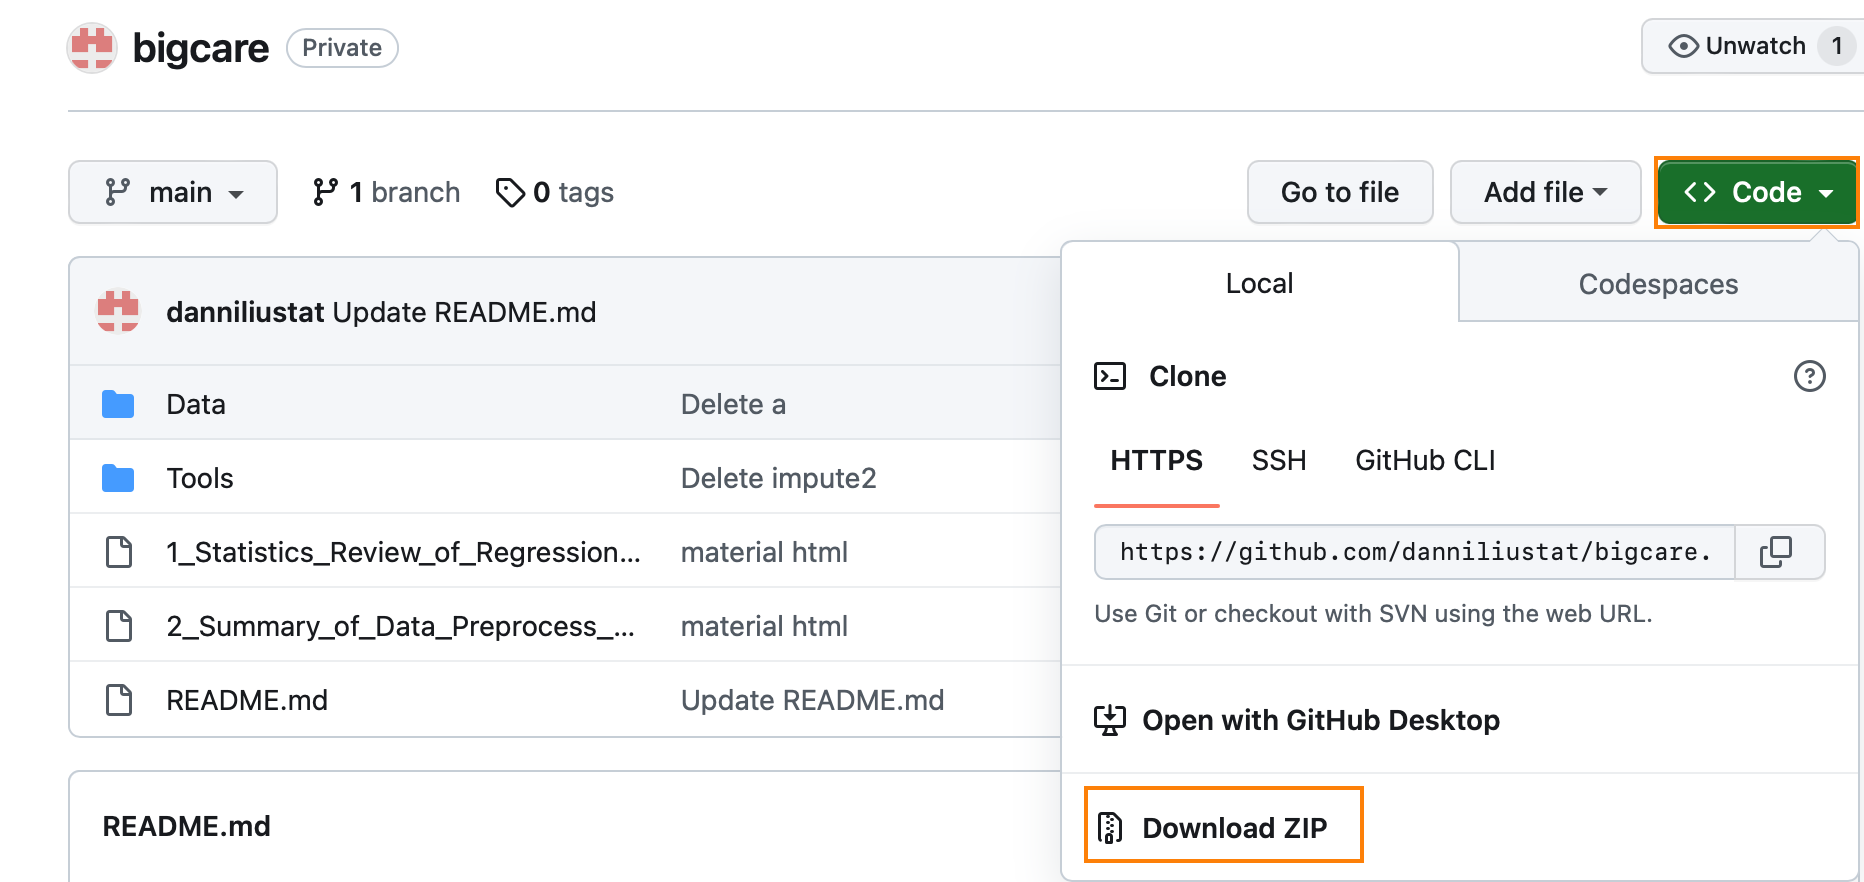 bigcare Private
Unwatch 1
main 1 branch 0 tags
Go to file Add file Code
danniliustat Update README.md
Data Delete a
Tools Delete impute2
1_Statistics_Review_of_Regression... material html
2_Summary_of_Data_Preprocess_... material html
README.md Update README.md
README.md
Local Codespaces
Clone
HTTPS SSH GitHub CLI
https://github.com/danniliustat/bigcare.
Use Git or checkout with SVN using the web URL.
Open with GitHub Desktop
Download ZIP